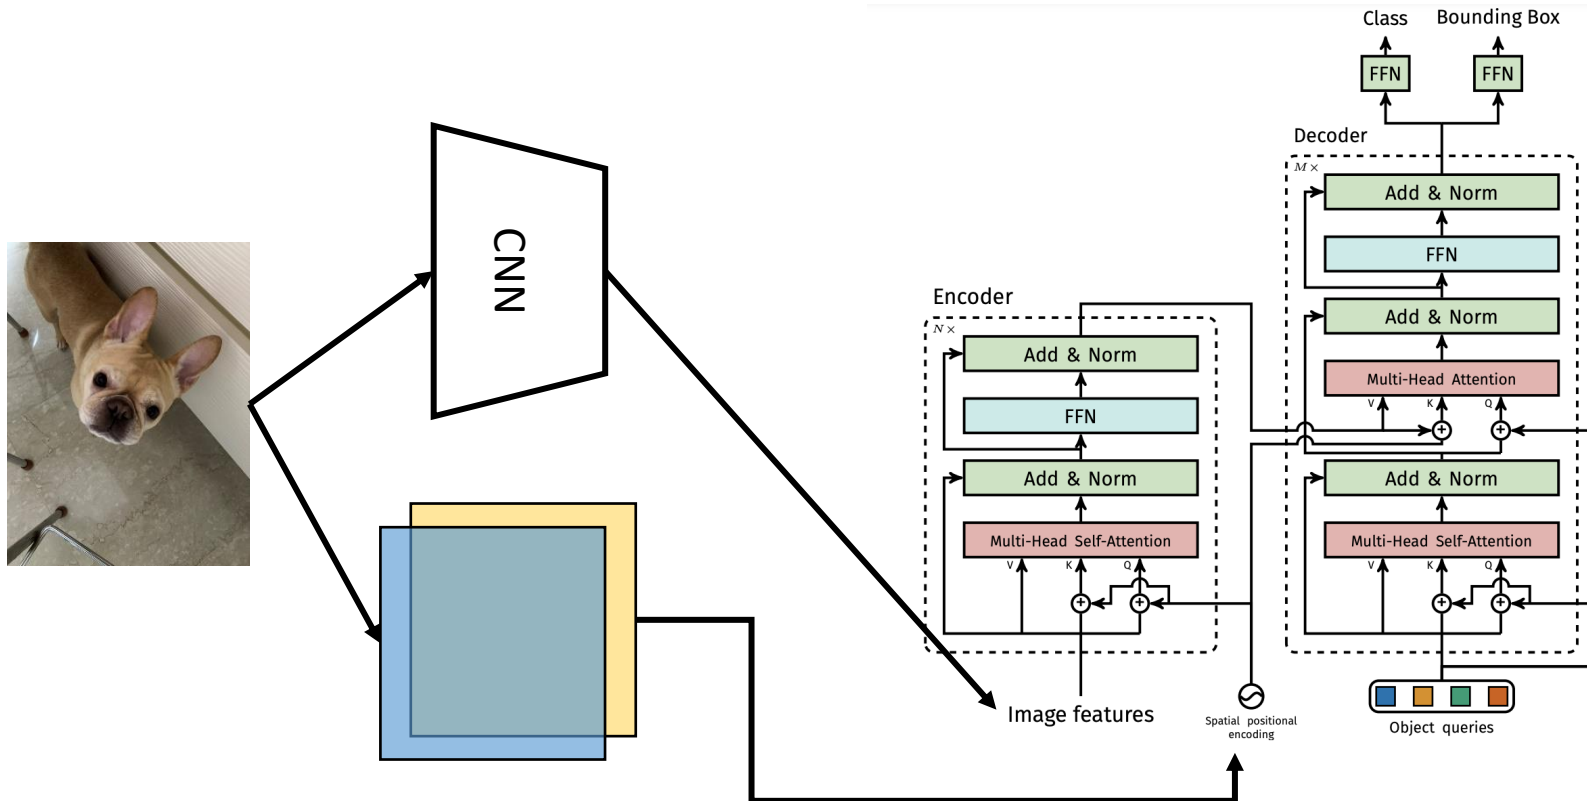 Class
Bounding Box
FFN
FFN
Decoder
M×
Add & Norm
FFN
Add & Norm
Multi-Head Attention
V
K
Q
Add & Norm
Multi-Head Self-Attention
V
K
Q
Object queries
CNN
Encoder
N×
Add & Norm
FFN
Add & Norm
Multi-Head Self-Attention
V
K
Q
Image features
Spatial positional
encoding